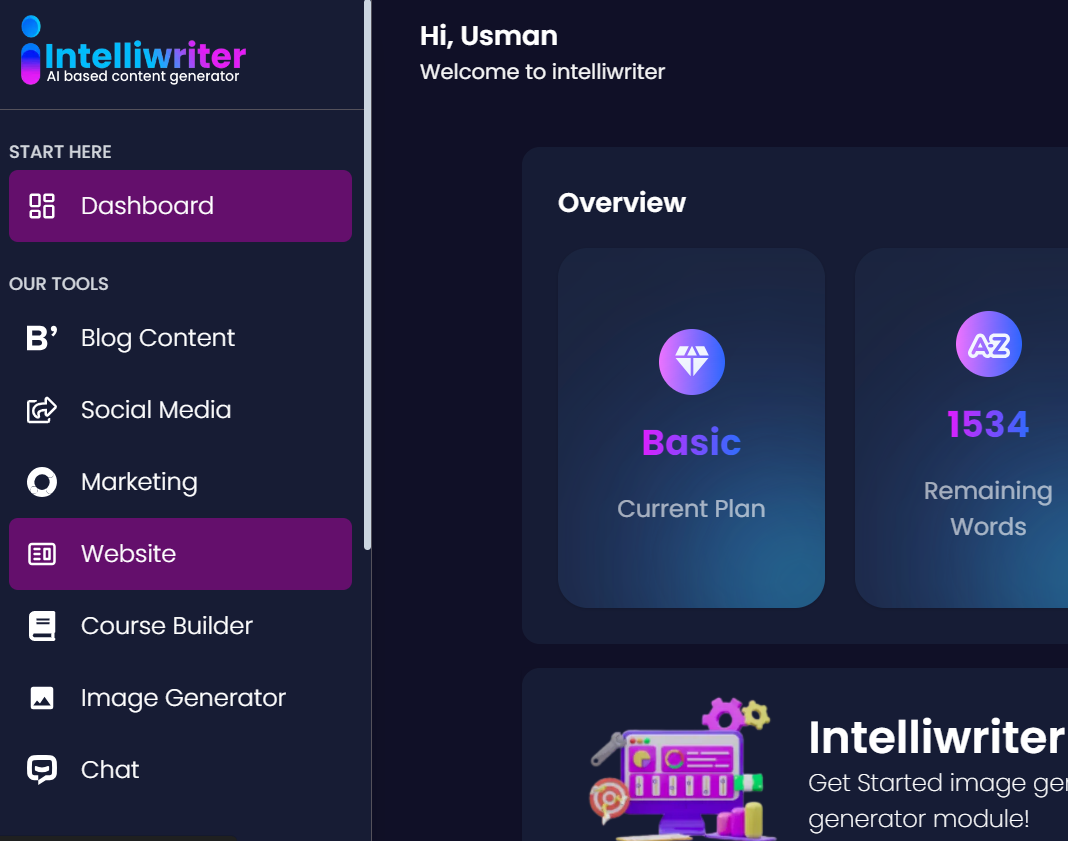 Intelliwriter
AI based content generator
START HERE
Dashboard
OUR TOOLS
B’ Blog Content
Social Media
Marketing
Website
Course Builder
Image Generator
Chat
Hi, Usman
Welcome to intelliwriter
Overview
Basic
Current Plan
A-Z
1534
Remaining
Words
Intelliwriter
Get Started image ge
generator module!